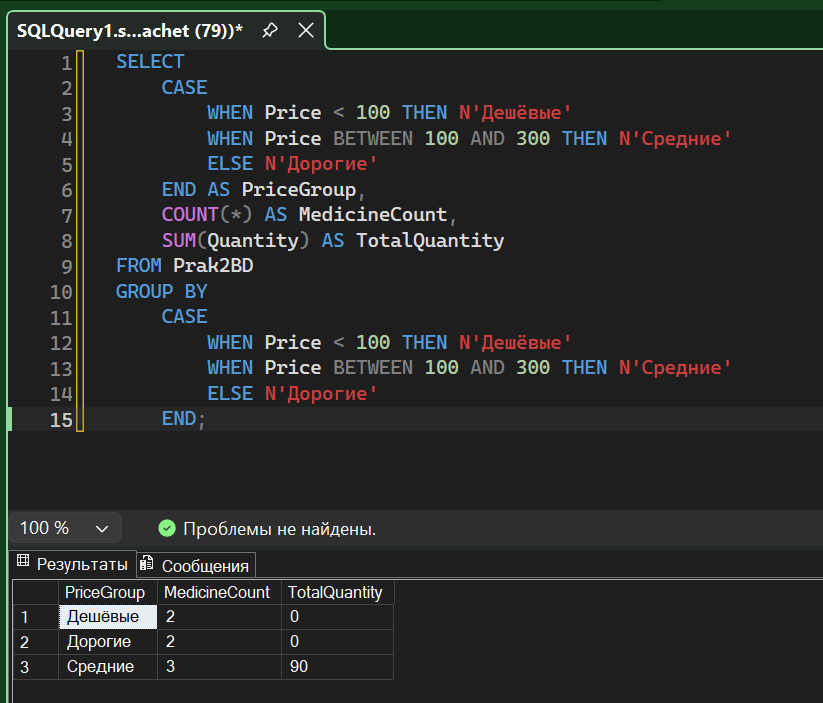 SQLQuery1.s...achet (79))*
1 SELECT
2 CASE
3 WHEN Price < 100 THEN N'Дешёвые'
4 WHEN Price BETWEEN 100 AND 300 THEN N'Средние'
5 ELSE N'Дорогие'
6 END AS PriceGroup,
7 COUNT(*) AS MedicineCount,
8 SUM(Quantity) AS TotalQuantity
9 FROM Prak2BD
10 GROUP BY
11 CASE
12 WHEN Price < 100 THEN N'Дешёвые'
13 WHEN Price BETWEEN 100 AND 300 THEN N'Средние'
14 ELSE N'Дорогие'
15 END;
100 % Проблемы не найдены.
Результаты Сообщения
PriceGroup MedicineCount TotalQuantity
1 Дешёвые 2 0
2 Дорогие 2 0
3 Средние 3 90